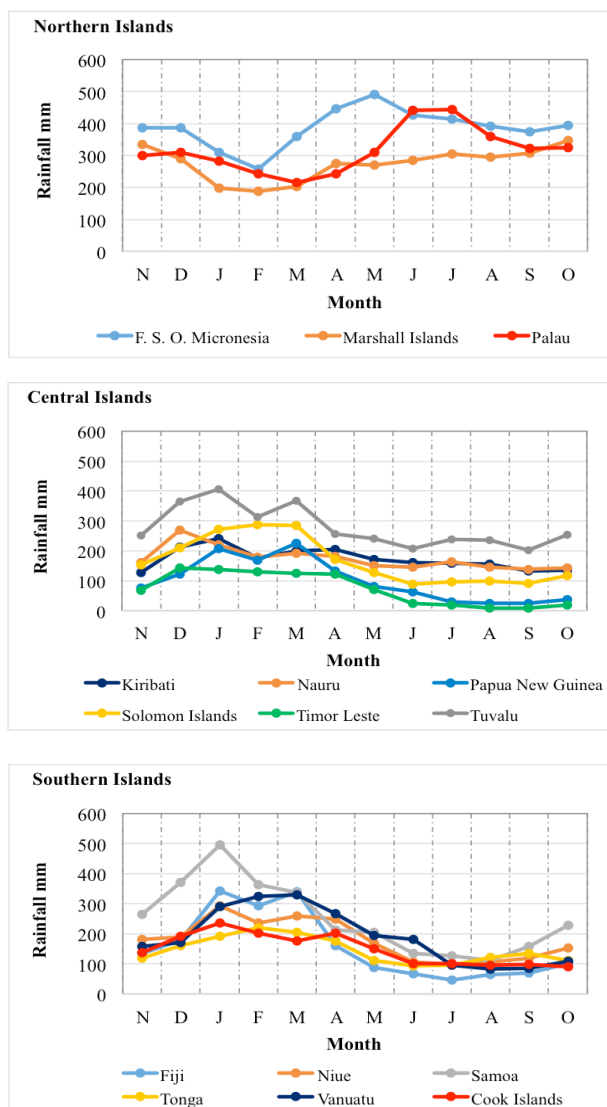 Northern Islands
600
500
400
300
200
100
0
Rainfall mm
N D J F M A M J J A S O
Month
F. S. O. Micronesia Marshall Islands Palau
Central Islands
600
500
400
300
200
100
0
Rainfall mm
N D J F M A M J J A S O
Month
Kiribati Nauru Papua New Guinea
Solomon Islands Timor Leste Tuvalu
Southern Islands
600
500
400
300
200
100
0
Rainfall mm
N D J F M A M J J A S O
Month
Fiji Niue Samoa
Tonga Vanuatu Cook Islands